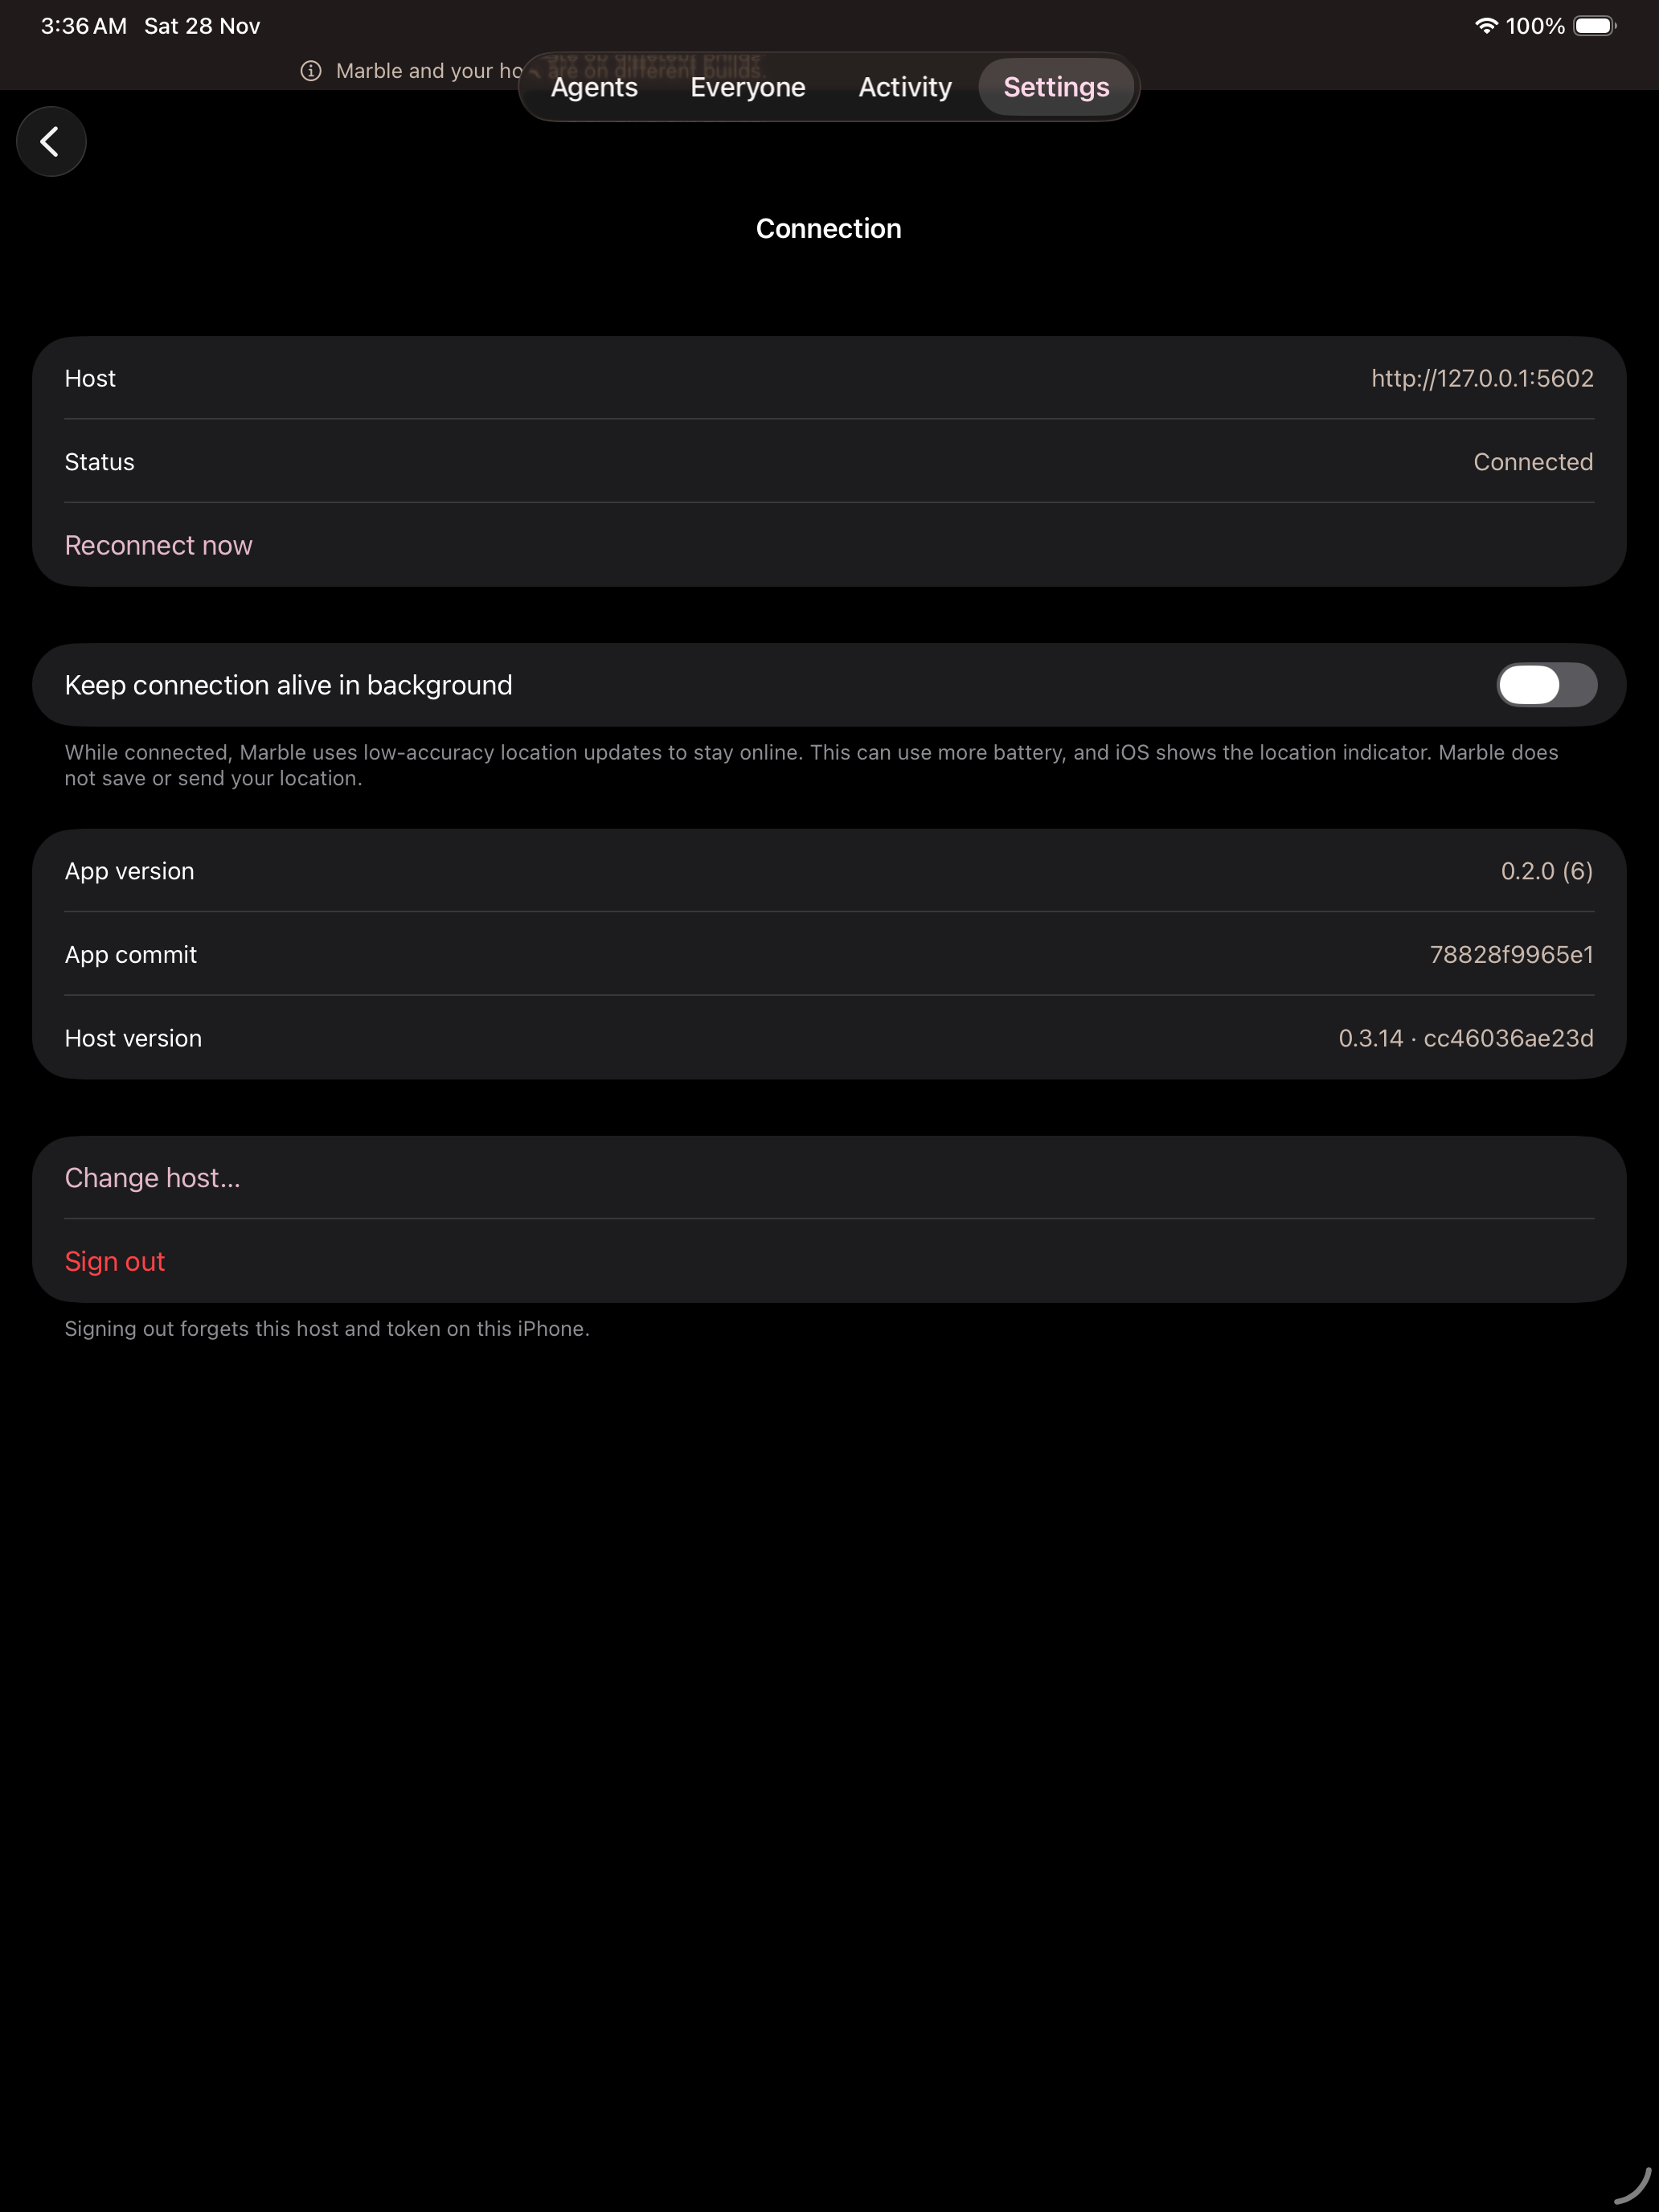 3:36 AM Sat 28 Nov
100%
Marble and your ho are on different builds.
Agents Everyone Activity Settings
Connection
Host http://127.0.0.1:5602
Status Connected
Reconnect now
Keep connection alive in background
While connected, Marble uses low-accuracy location updates to stay online. This can use more battery, and iOS shows the location indicator. Marble does
not save or send your location.
App version 0.2.0 (6)
App commit 78828f9965e1
Host version 0.3.14 · cc46036ae23d
Change host...
Sign out
Signing out forgets this host and token on this iPhone.